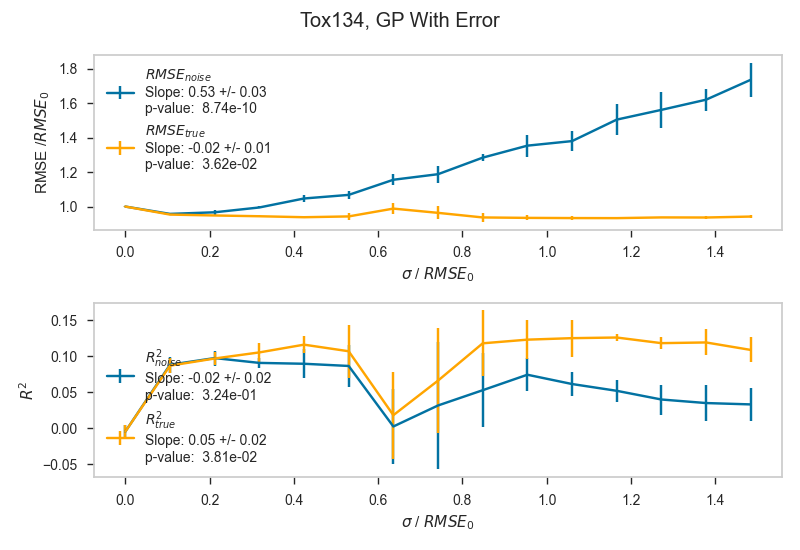 Tox134, GP With Error
RMSE / RMSE₀
1.8
1.6
1.4
1.2
1.0
RMSE_noise
Slope: 0.53 +/- 0.03
p-value: 8.74e-10
RMSE_true
Slope: -0.02 +/- 0.01
p-value: 3.62e-02
0.0 0.2 0.4 0.6 0.8 1.0 1.2 1.4
σ / RMSE₀
R²
0.15
0.10
0.05
0.00
−0.05
R²_noise
Slope: -0.02 +/- 0.02
p-value: 3.24e-01
R²_true
Slope: 0.05 +/- 0.02
p-value: 3.81e-02
0.0 0.2 0.4 0.6 0.8 1.0 1.2 1.4
σ / RMSE₀